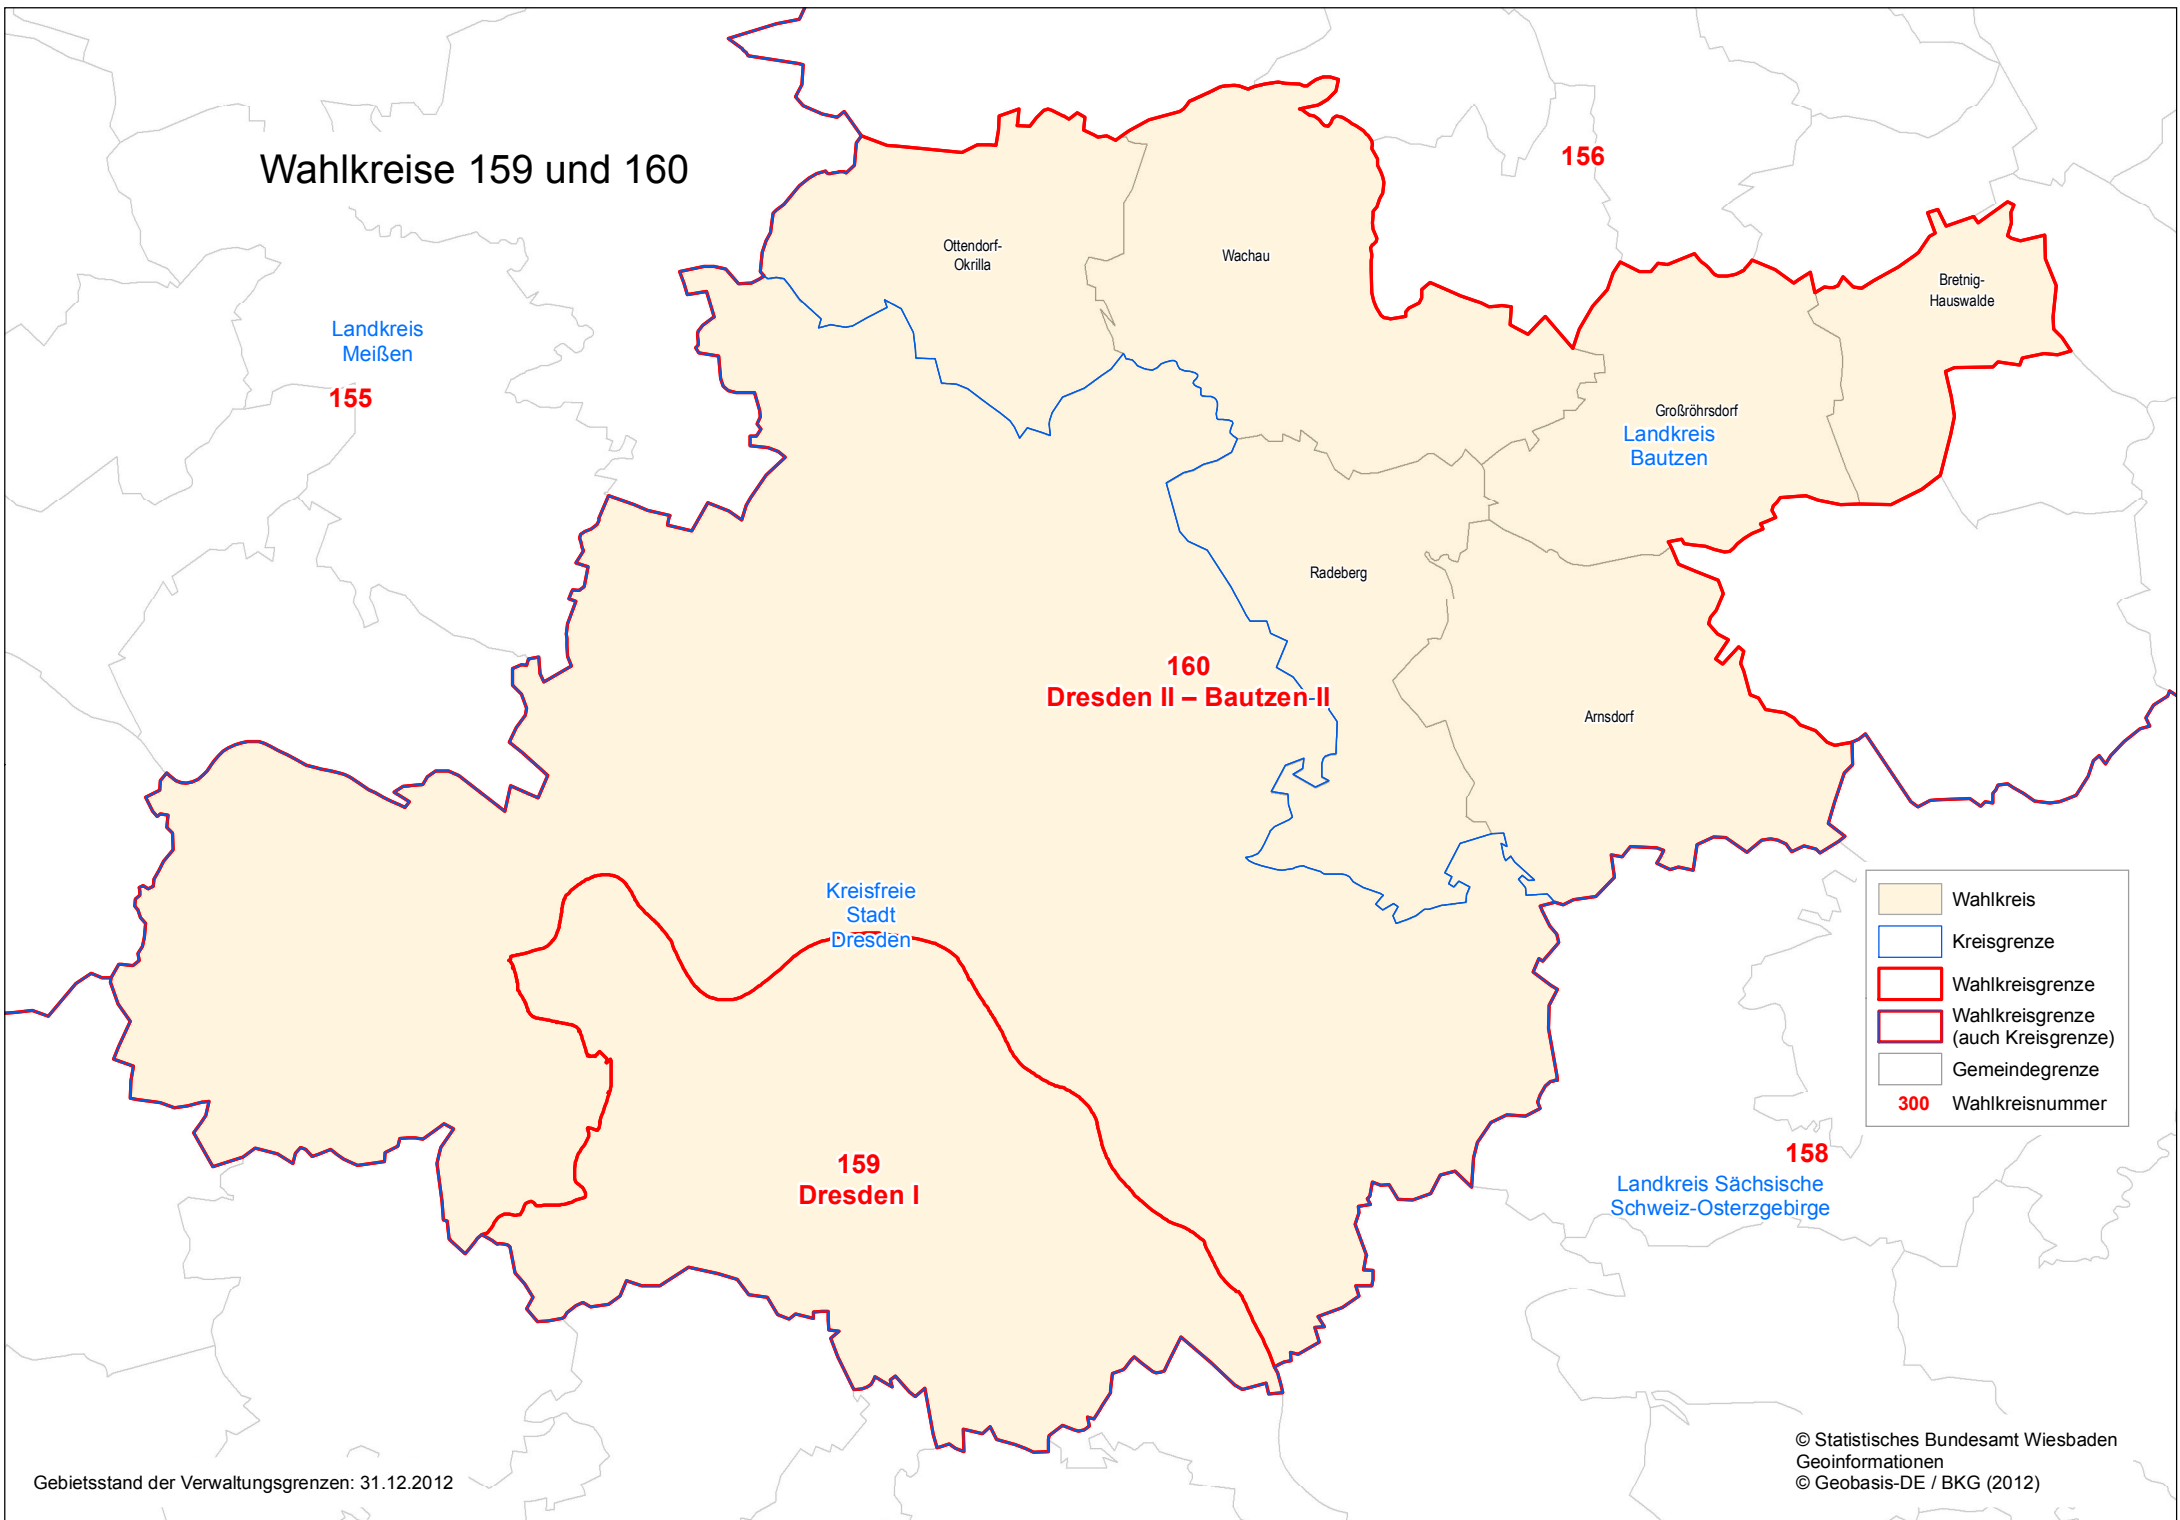 Wahlkreise 159 und 160
156
Ottendorf-
Okrilla
Wachau
Bretnig-
Hauswalde
Landkreis
Meißen
155
Großröhrsdorf
Landkreis
Bautzen
Radeberg
160
Dresden II – Bautzen II
Arnsdorf
Kreisfreie
Stadt
Dresden
159
Dresden I
Wahlkreis
Kreisgrenze
Wahlkreisgrenze
Wahlkreisgrenze
(auch Kreisgrenze)
Gemeindegrenze
300 Wahlkreisnummer
158
Landkreis Sächsische
Schweiz-Osterzgebirge
Gebietsstand der Verwaltungsgrenzen: 31.12.2012
© Statistisches Bundesamt Wiesbaden
Geoinformationen
© Geobasis-DE / BKG (2012)